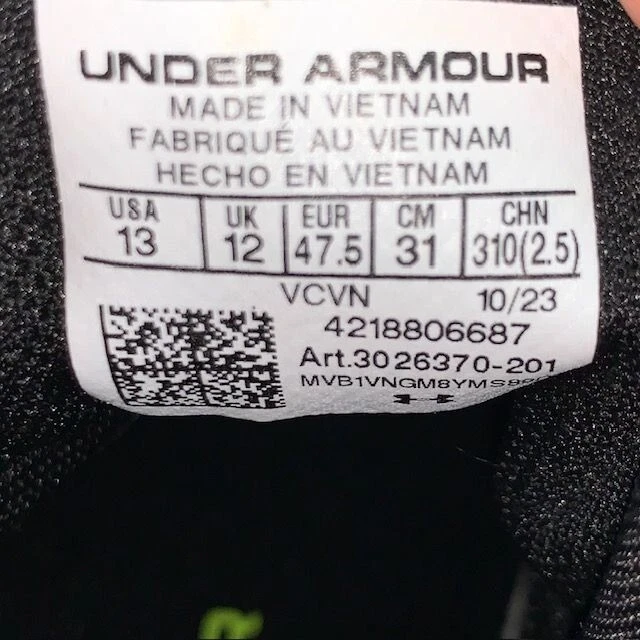 UNDER ARMOUR
MADE IN VIETNAM
FABRIQUÉ AU VIETNAM
HECHO EN VIETNAM
USA UK EUR CM CHN
13 12 47.5 31 310(2.5)
VCVN 10/23
4218806687
Art.3026370-201